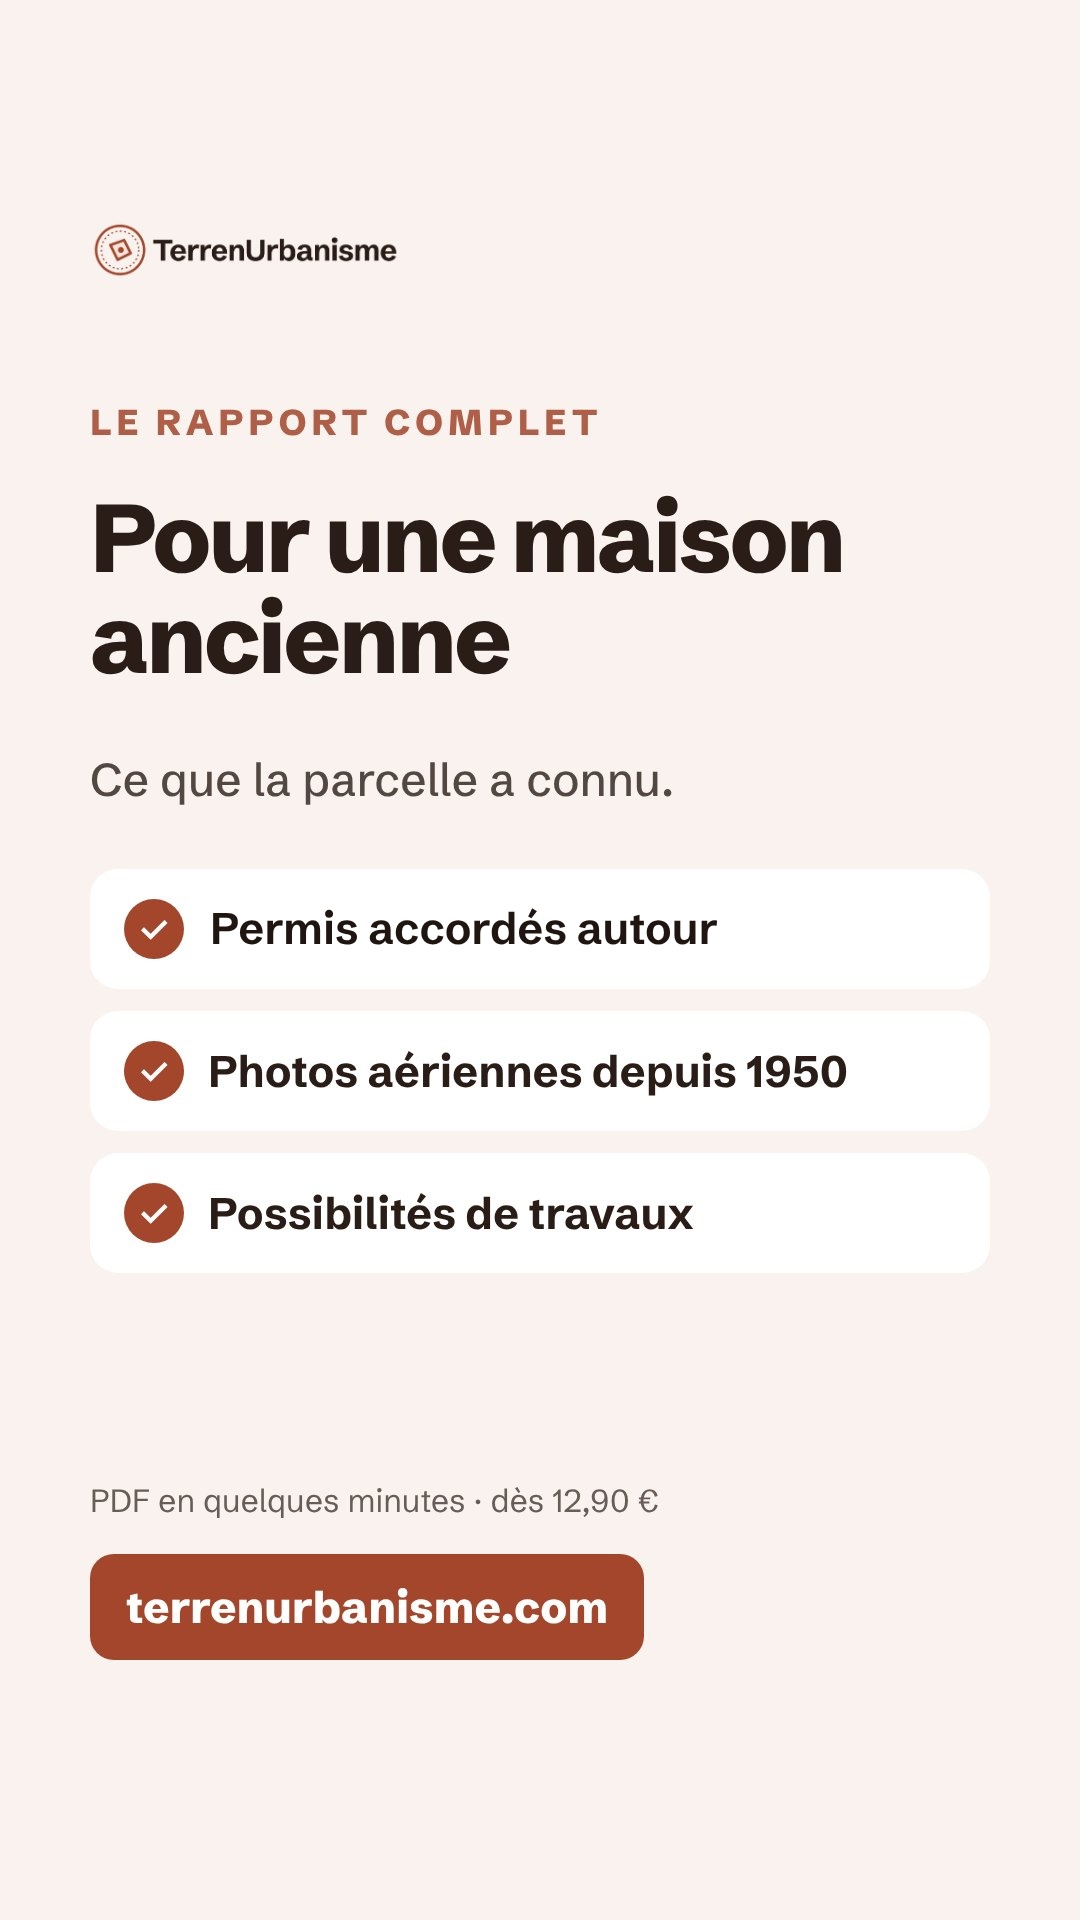 TerrenUrbanisme
LE RAPPORT COMPLET
Pour une maison
ancienne
Ce que la parcelle a connu.
Permis accordés autour
Photos aériennes depuis 1950
Possibilités de travaux
PDF en quelques minutes · dès 12,90 €
terrenurbanisme.com